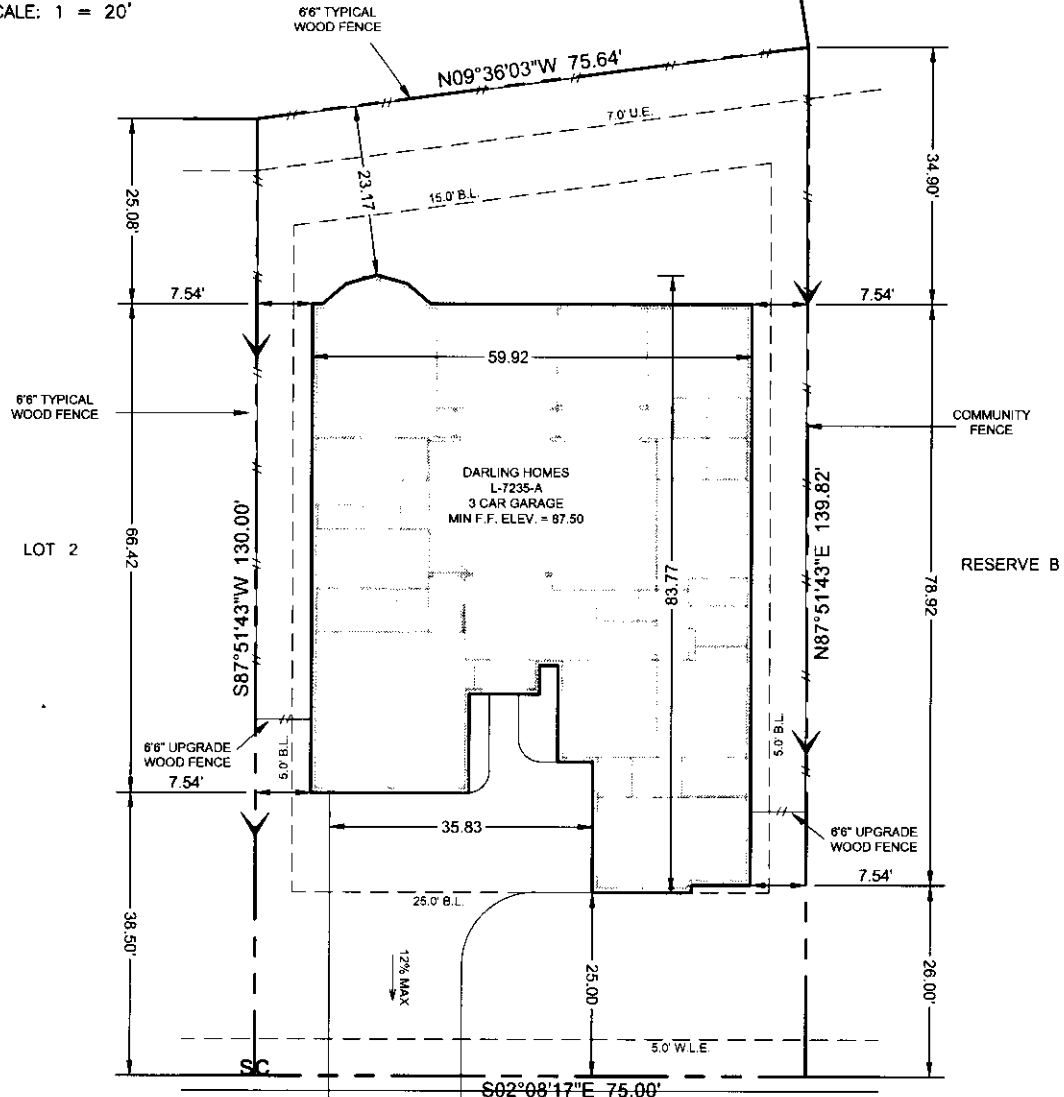 CALE: 1 = 20'
6'6" TYPICAL
WOOD FENCE
N09°36'03"W 75.64'
7.0' U.E.
34.90'
25.08'
23.17
15.0' B.L.
7.54'
7.54'
59.92
6'6" TYPICAL
WOOD FENCE
COMMUNITY
FENCE
DARLING HOMES
L-7235-A
3 CAR GARAGE
MIN F.F. ELEV. = 87.50
LOT 2
66.42
S87°51'43"W 130.00'
83.77
N87°51'43"E 139.82'
78.92
RESERVE B
6'6" UPGRADE
WOOD FENCE
5.0' B.L.
5.0' B.L.
7.54'
35.83
6'6" UPGRADE
WOOD FENCE
7.54'
25.0' B.L.
38.50'
12% MAX
25.00
26.00'
5.0' W.L.E.
SC
S02°08'17"E 75.00'